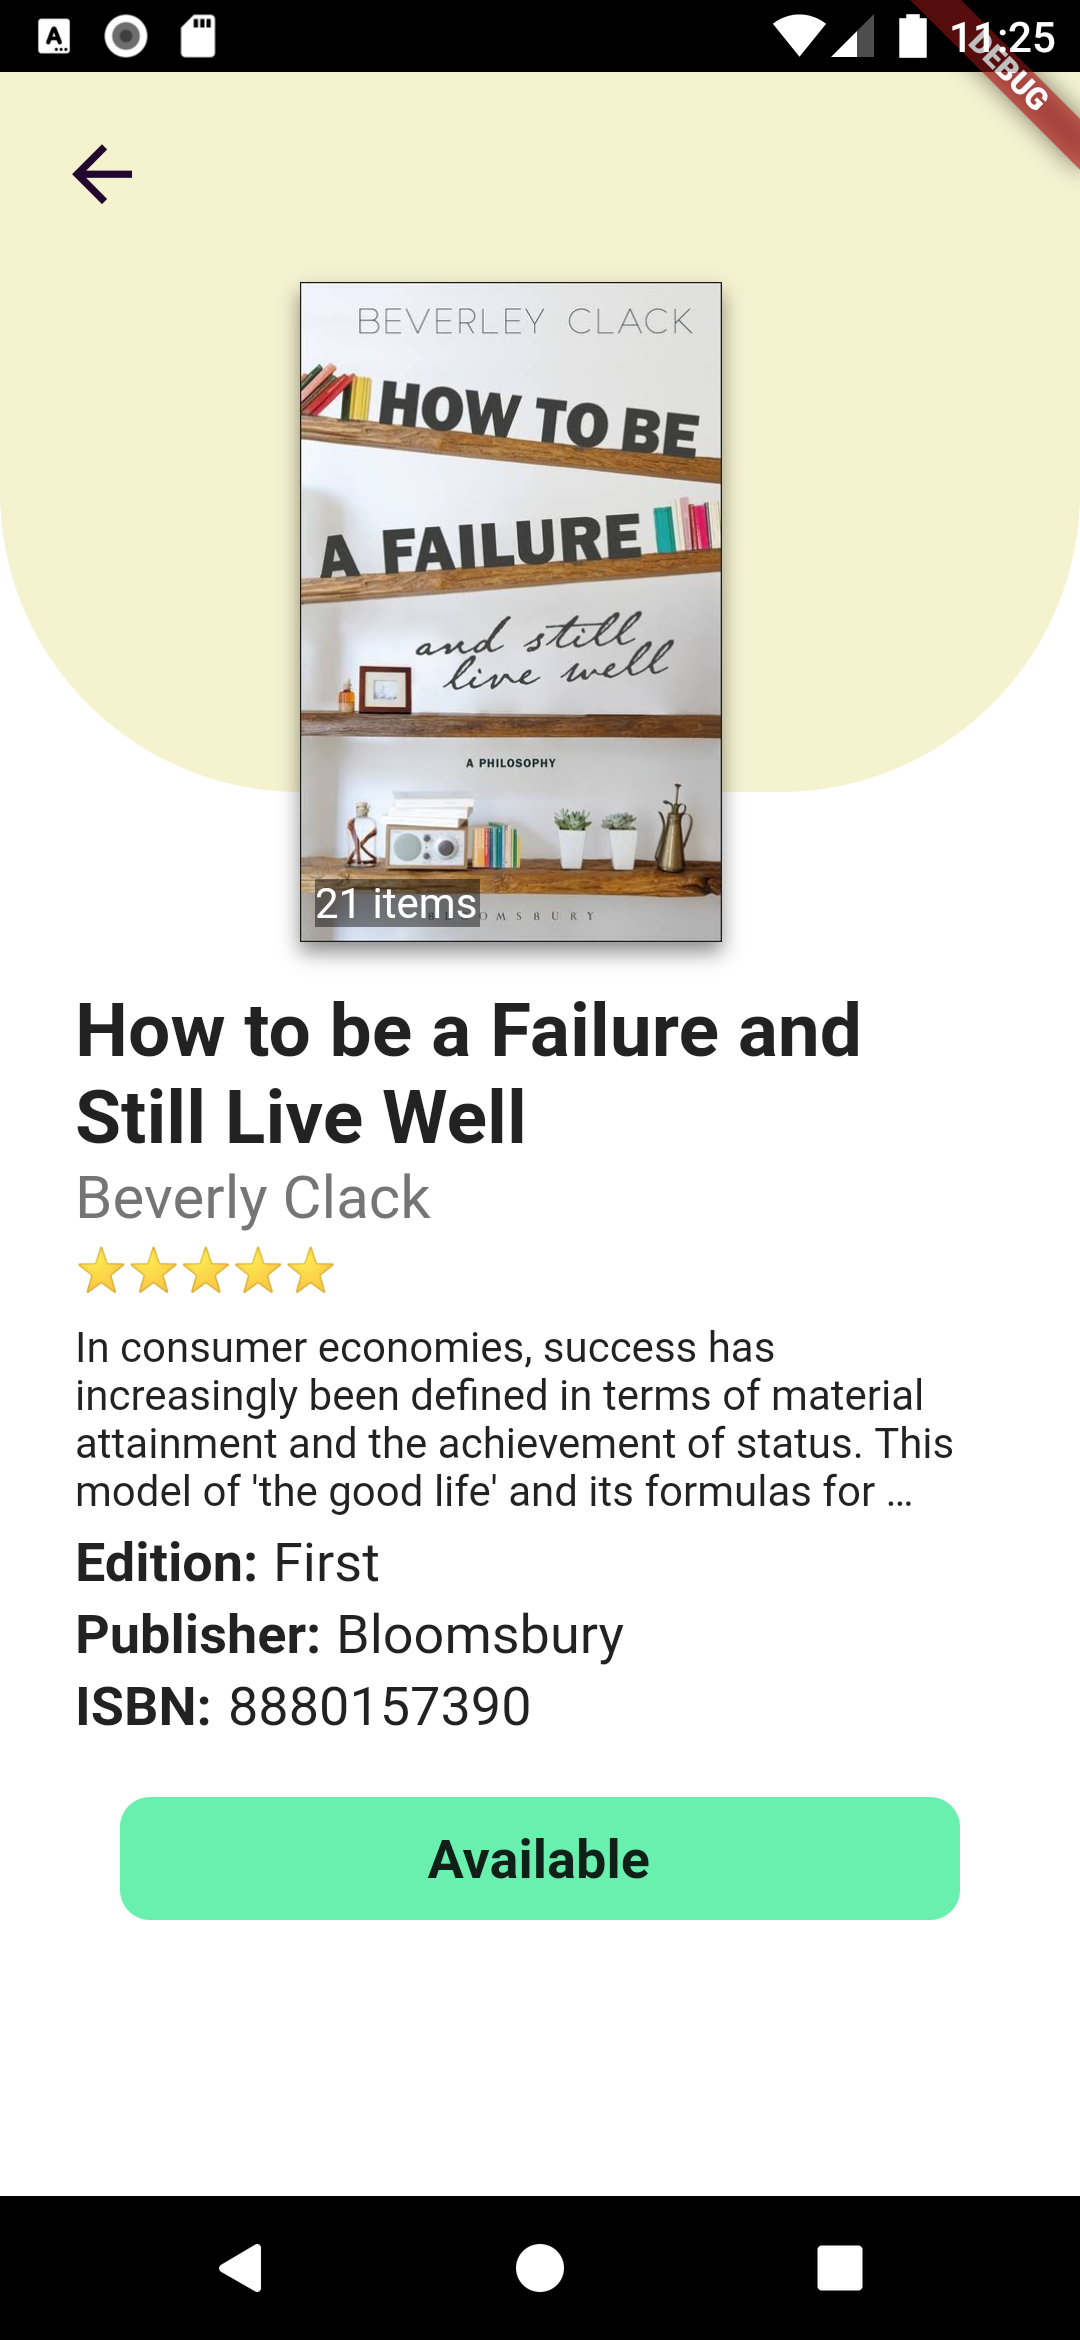 11:25
DEBUG
BEVERLEY CLACK
HOW TO BE
A FAILURE
and still
live well
A PHILOSOPHY
21 items
BLOOMSBURY
How to be a Failure and
Still Live Well
Beverly Clack
In consumer economies, success has
increasingly been defined in terms of material
attainment and the achievement of status. This
model of 'the good life' and its formulas for ...
Edition: First
Publisher: Bloomsbury
ISBN: 8880157390
Available